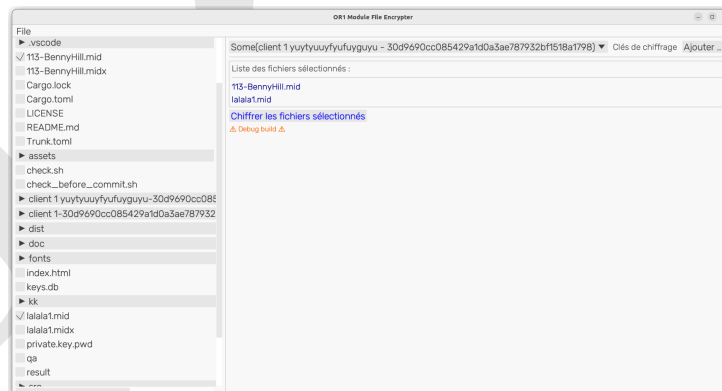 OR1 Module File Encrypter
File
.vscode
113-BennyHill.mid
113-BennyHill.midx
Cargo.lock
Cargo.toml
LICENSE
README.md
Trunk.toml
assets
check.sh
check_before_commit.sh
client 1 yuytyuuyfyufuyguyu-30d9690cc085
client 1-30d9690cc085429a1d0a3ae787932
dist
doc
fonts
index.html
keys.db
kk
lalala1.mid
lalala1.midx
private.key.pwd
qa
result
src
Some(client 1 yuytyuuyfyufuyguyu - 30d9690cc085429a1d0a3ae787932bf1518a1798) Clés de chiffrage Ajouter ...
Liste des fichiers sélectionnés :
113-BennyHill.mid
lalala1.mid
Chiffrer les fichiers sélectionnés
⚠ Debug build ⚠